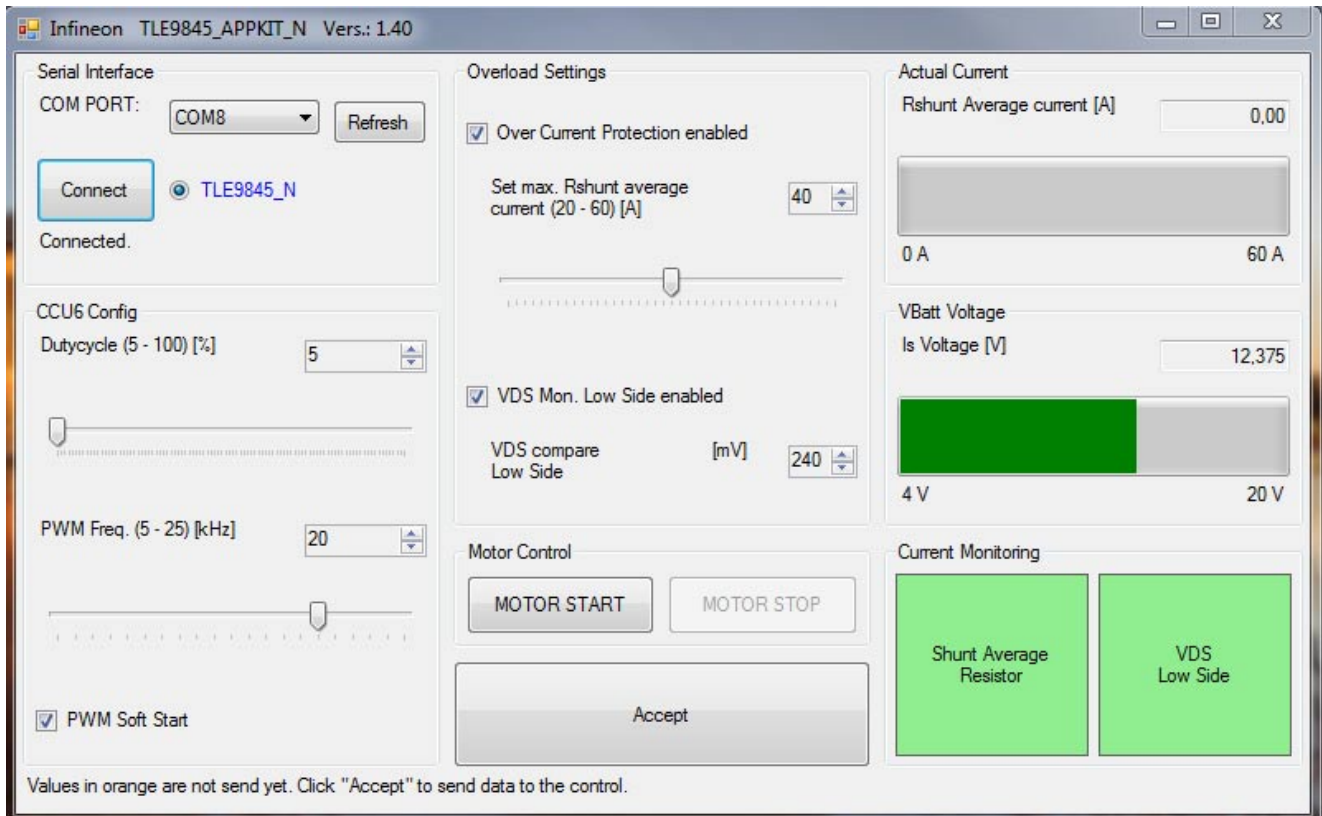 Infineon TLE9845_APPKIT_N Vers.: 1.40
Serial Interface
COM PORT:
COM8
Refresh
Connect
TLE9845_N
Connected.
CCU6 Config
Dutycycle (5 - 100) [%]
5
PWM Freq. (5 - 25) [kHz]
20
PWM Soft Start
Overload Settings
Over Current Protection enabled
Set max. Rshunt average
current (20 - 60) [A]
40
VDS Mon. Low Side enabled
VDS compare [mV]
Low Side
240
Motor Control
MOTOR START
MOTOR STOP
Accept
Actual Current
Rshunt Average current [A]
0,00
0 A
60 A
VBatt Voltage
Is Voltage [V]
12,375
4 V
20 V
Current Monitoring
Shunt Average
Resistor
VDS
Low Side
Values in orange are not send yet. Click "Accept" to send data to the control.